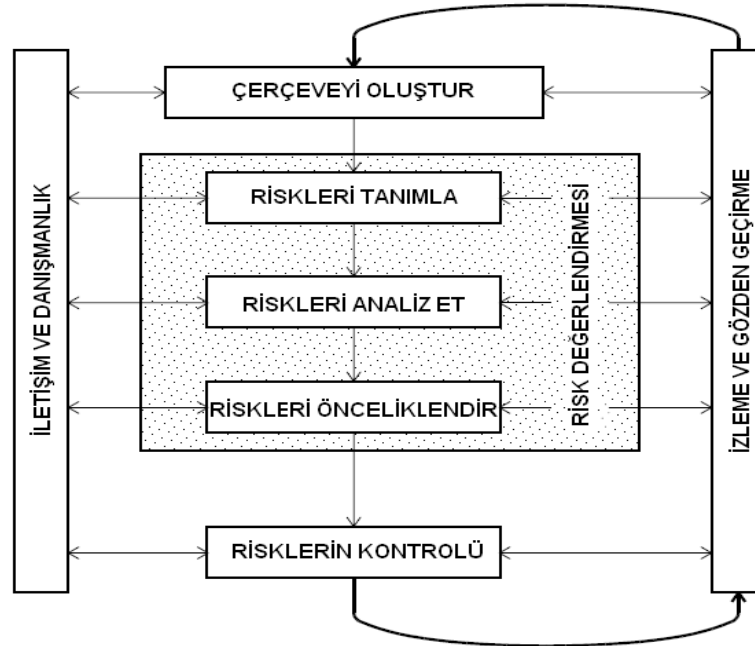 ÇERÇEVEYİ OLUŞTUR
RİSKLERİ TANIMLA
RİSKLERİ ANALİZ ET
RİSKLERİ ÖNCELİKLENDİR
RİSKLERİN KONTROLÜ
İLETİŞİM VE DANIŞMANLIK
RİSK DEĞERLENDİRMESİ
İZLEME VE GÖZDEN GEÇİRME